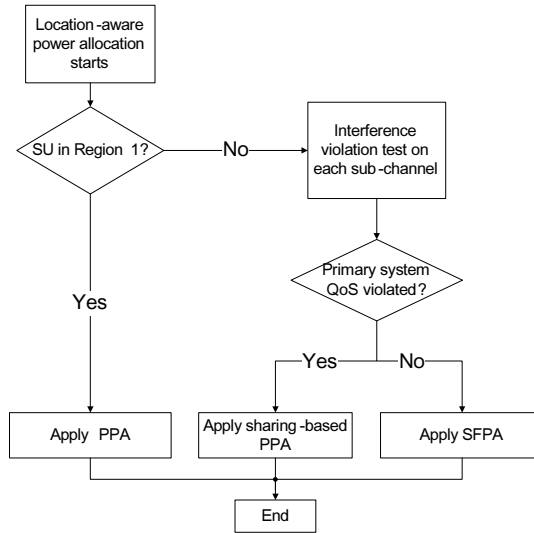 Location-aware
power allocation
starts
SU in Region 1?
No
Interference
violation test on
each sub-channel
Primary system
QoS violated?
Yes
Yes
No
Apply PPA
Apply sharing-based
PPA
Apply SFPA
End